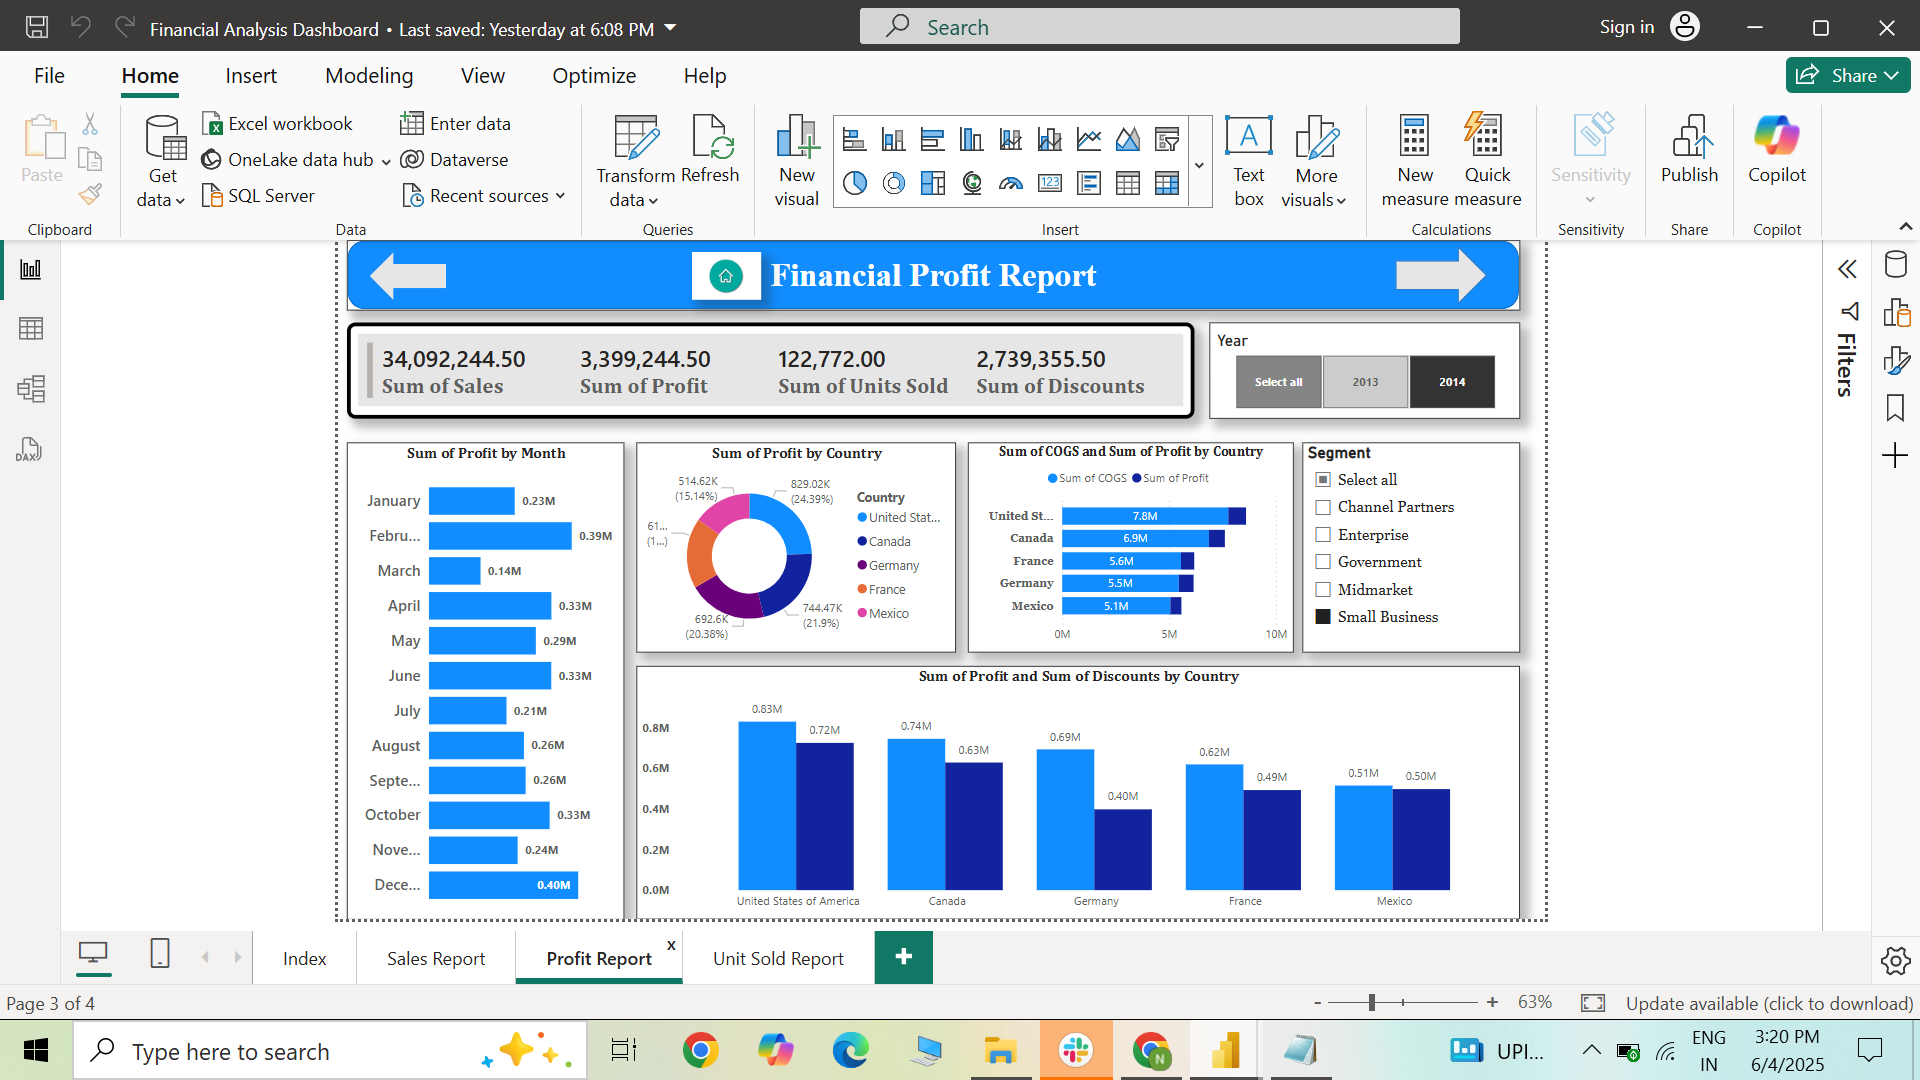 Financial Analysis Dashboard • Last saved: Yesterday at 6:08 PM
Search
Sign in
File Home Insert Modeling View Optimize Help
Share
Paste
Clipboard
Get data
Excel workbook
OneLake data hub
SQL Server
Enter data
Dataverse
Recent sources
Data
Transform data
Refresh
Queries
New visual
123
A
Text box
More visuals
Insert
New measure
Quick measure
Calculations
Sensitivity
Sensitivity
Publish
Share
Copilot
Copilot
DAX
Filters
Financial Profit Report
34,092,244.50 3,399,244.50 122,772.00 2,739,355.50
Sum of Sales Sum of Profit Sum of Units Sold Sum of Discounts
Year
Select all 2013 2014
Sum of Profit by Month
January 0.23M
Febru... 0.39M
March 0.14M
April 0.33M
May 0.29M
June 0.33M
July 0.21M
August 0.26M
Septe... 0.26M
October 0.33M
Nove... 0.24M
Dece... 0.40M
Sum of Profit by Country
514.62K
(15.14%)
829.02K
(24.39%)
61...
(1...)
692.6K
(20.38%)
744.47K
(21.9%)
Country
United Stat...
Canada
Germany
France
Mexico
Sum of COGS and Sum of Profit by Country
Sum of COGS Sum of Profit
United St... 7.8M
Canada 6.9M
France 5.6M
Germany 5.5M
Mexico 5.1M
0M 5M 10M
Segment
Select all
Channel Partners
Enterprise
Government
Midmarket
Small Business
Sum of Profit and Sum of Discounts by Country
0.8M
0.6M
0.4M
0.2M
0.0M
0.83M 0.72M 0.74M 0.63M 0.69M 0.40M 0.62M 0.49M 0.51M 0.50M
United States of America Canada Germany France Mexico
Index Sales Report Profit Report x Unit Sold Report +
Page 3 of 4
- + 63%
Update available (click to download)
Type here to search
N
UPI...
ENG
IN
3:20 PM
6/4/2025